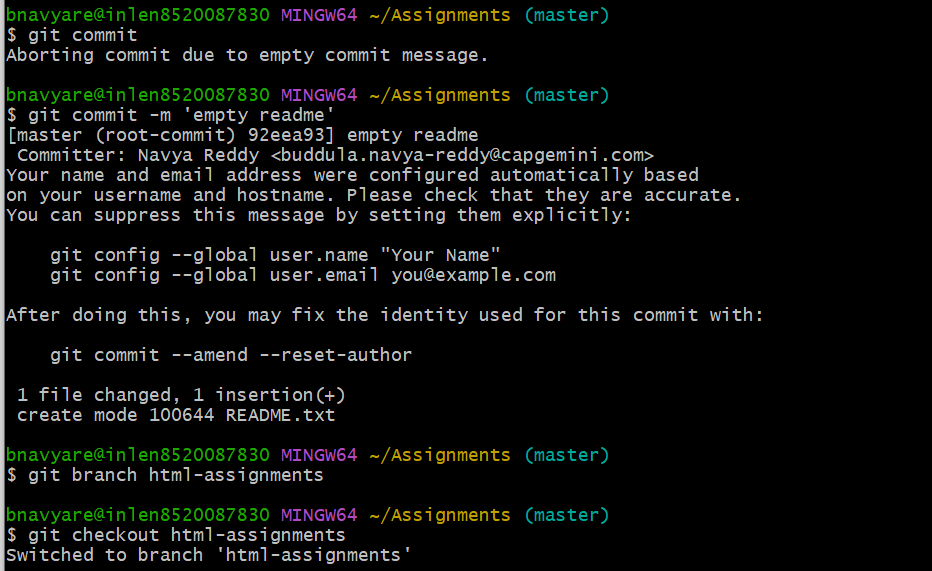 bnavyare@inlen8520087830 MINGW64 ~/Assignments (master)
$ git commit
Aborting commit due to empty commit message.
bnavyare@inlen8520087830 MINGW64 ~/Assignments (master)
$ git commit -m 'empty readme'
[master (root-commit) 92eea93] empty readme
 Committer: Navya Reddy <buddula.navya-reddy@capgemini.com>
Your name and email address were configured automatically based
on your username and hostname. Please check that they are accurate.
You can suppress this message by setting them explicitly:
    git config --global user.name "Your Name"
    git config --global user.email you@example.com
After doing this, you may fix the identity used for this commit with:
    git commit --amend --reset-author
 1 file changed, 1 insertion(+)
 create mode 100644 README.txt
bnavyare@inlen8520087830 MINGW64 ~/Assignments (master)
$ git branch html-assignments
bnavyare@inlen8520087830 MINGW64 ~/Assignments (master)
$ git checkout html-assignments
Switched to branch 'html-assignments'